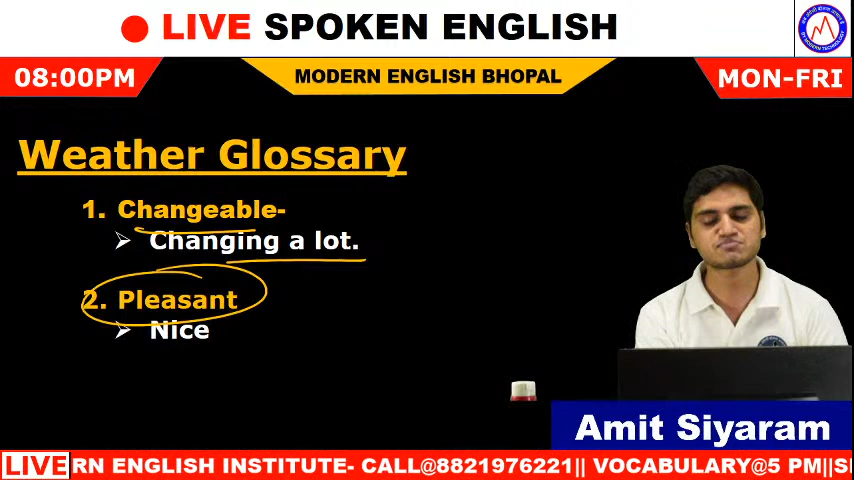 LIVE SPOKEN ENGLISH
08:00PM
MODERN ENGLISH BHOPAL
MON-FRI
Weather Glossary
1. Changeable-
➢ Changing a lot.
2. Pleasant
➢ Nice
Amit Siyaram
LIVE RN ENGLISH INSTITUTE- CALL@8821976221|| VOCABULARY@5 PM||S